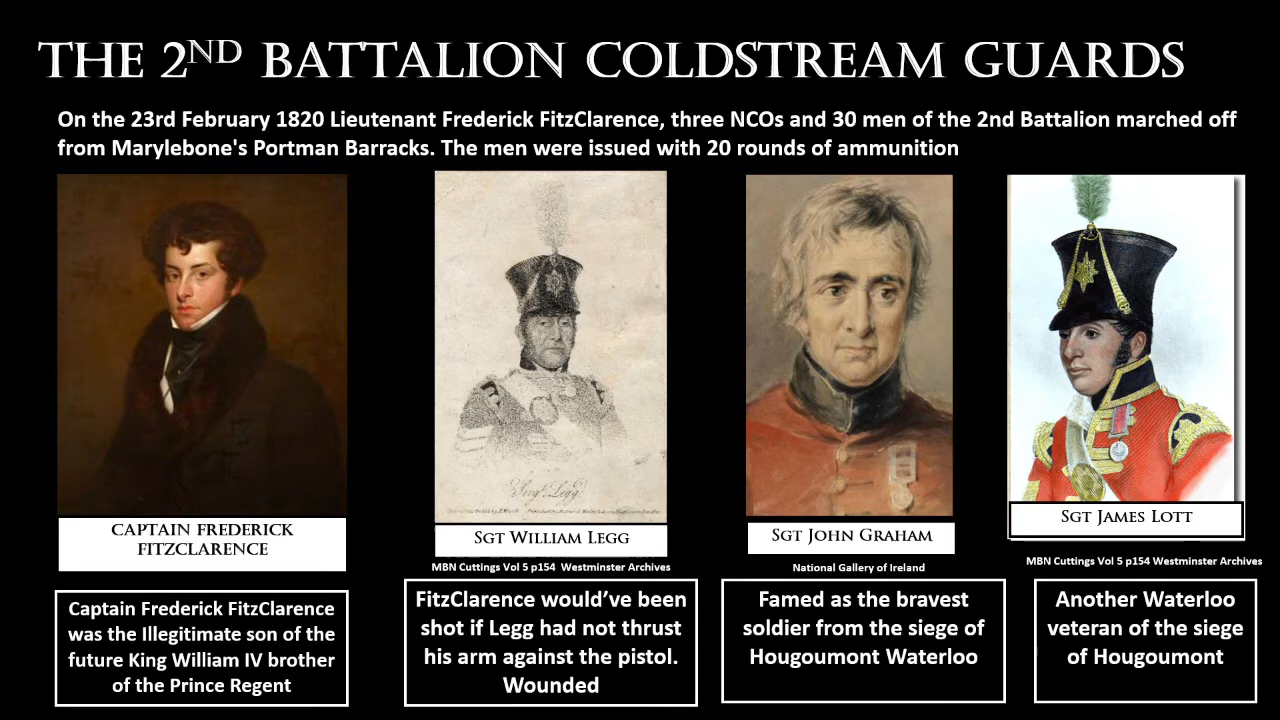 THE 2ND BATTALION COLDSTREAM GUARDS
On the 23rd February 1820 Lieutenant Frederick FitzClarence, three NCOs and 30 men of the 2nd Battalion marched off
from Marylebone's Portman Barracks. The men were issued with 20 rounds of ammunition
Sergt Legg
CAPTAIN FREDERICK
FITZCLARENCE
SGT WILLIAM LEGG
SGT JOHN GRAHAM
SGT JAMES LOTT
MBN Cuttings Vol 5 p154 Westminster Archives
National Gallery of Ireland
MBN Cuttings Vol 5 p154 Westminster Archives
Captain Frederick FitzClarence
was the Illegitimate son of the
future King William IV brother
of the Prince Regent
FitzClarence would’ve been
shot if Legg had not thrust
his arm against the pistol.
Wounded
Famed as the bravest
soldier from the siege of
Hougoumont Waterloo
Another Waterloo
veteran of the siege
of Hougoumont